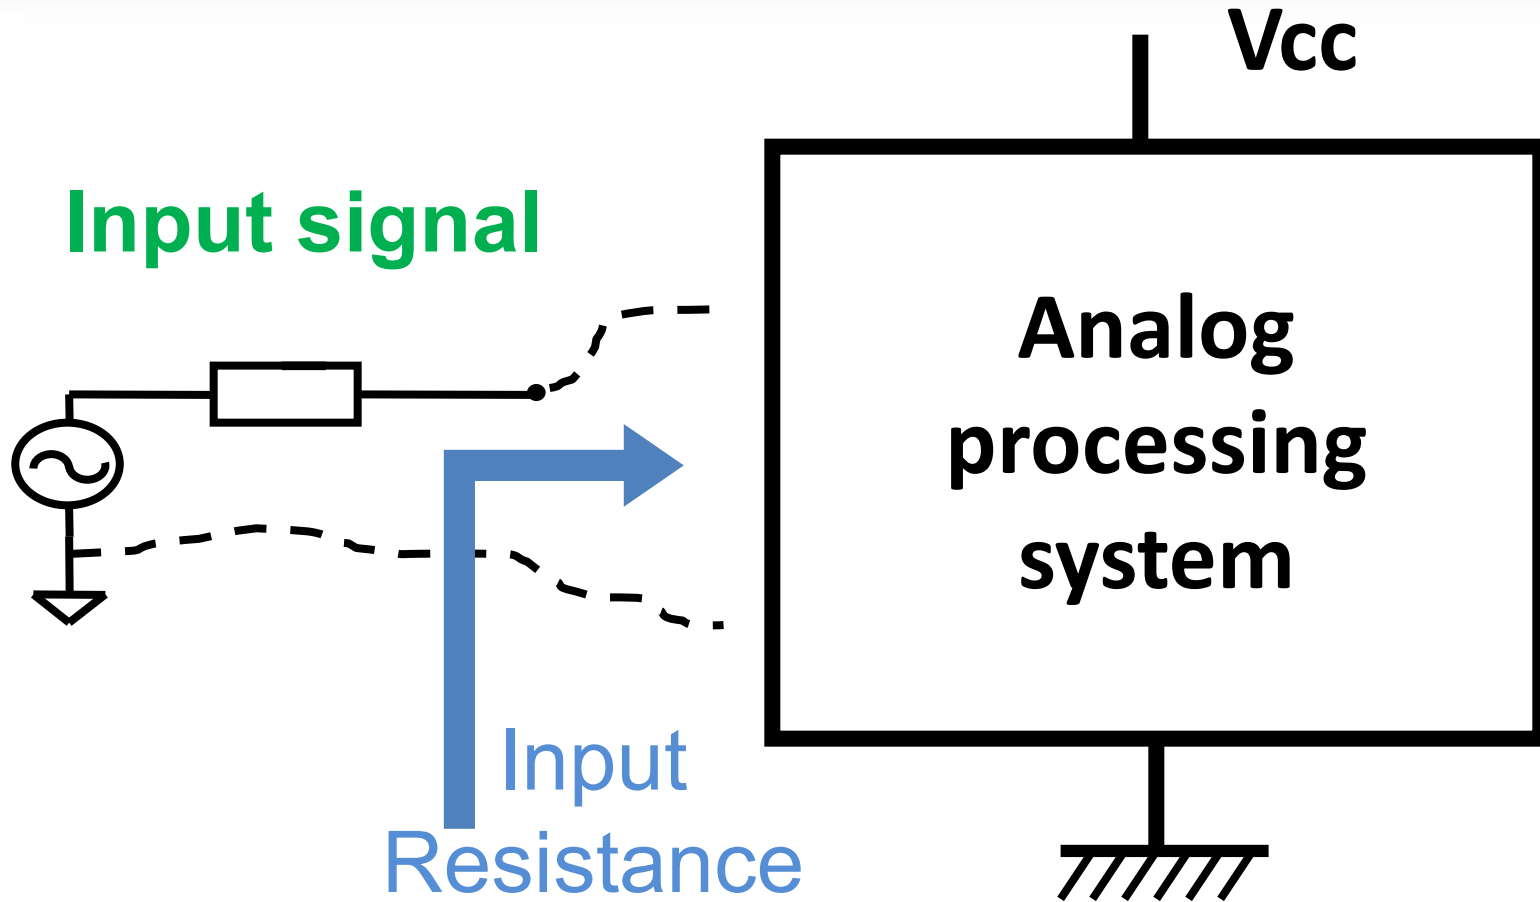 Vcc
Input signal
Analog
processing
system
Input
Resistance